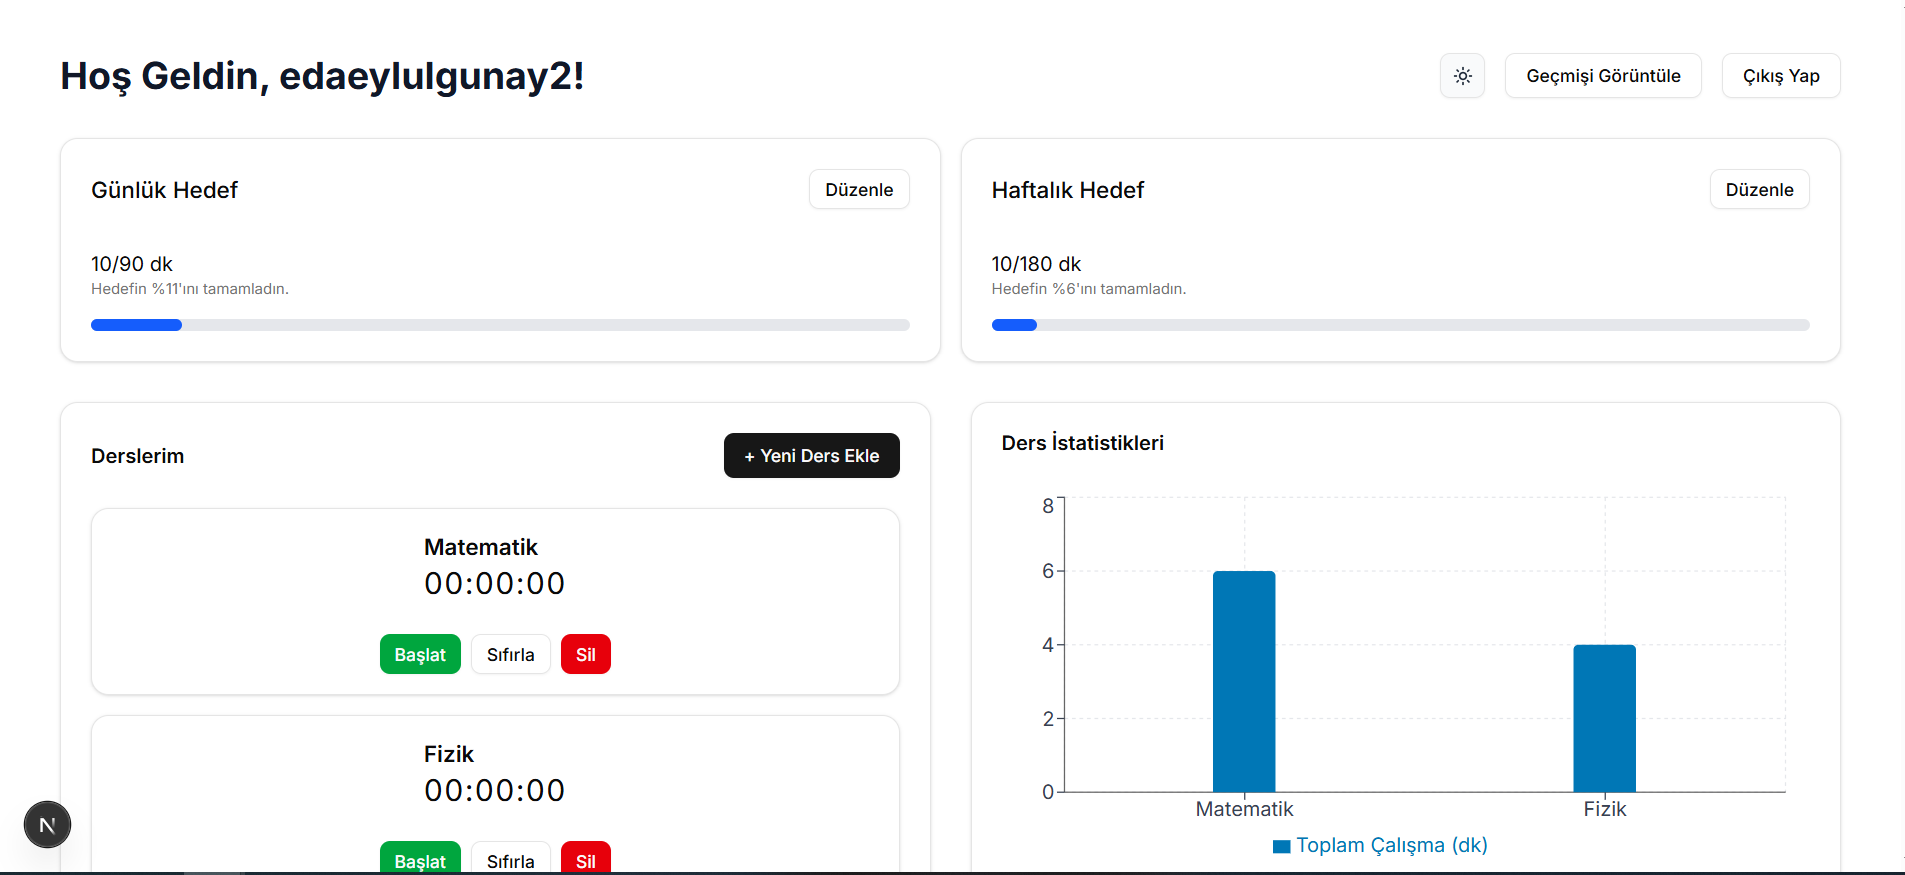 Hoş Geldin, edaeylulgunay2!
Geçmişi Görüntüle
Çıkış Yap
Günlük Hedef
Düzenle
10/90 dk
Hedefin %11'ını tamamladın.
Haftalık Hedef
Düzenle
10/180 dk
Hedefin %6'ını tamamladın.
Derslerim
+ Yeni Ders Ekle
Matematik
00:00:00
Başlat
Sıfırla
Sil
Fizik
00:00:00
Başlat
Sıfırla
Sil
N
Ders İstatistikleri
8
6
4
2
0
Matematik
Fizik
Toplam Çalışma (dk)